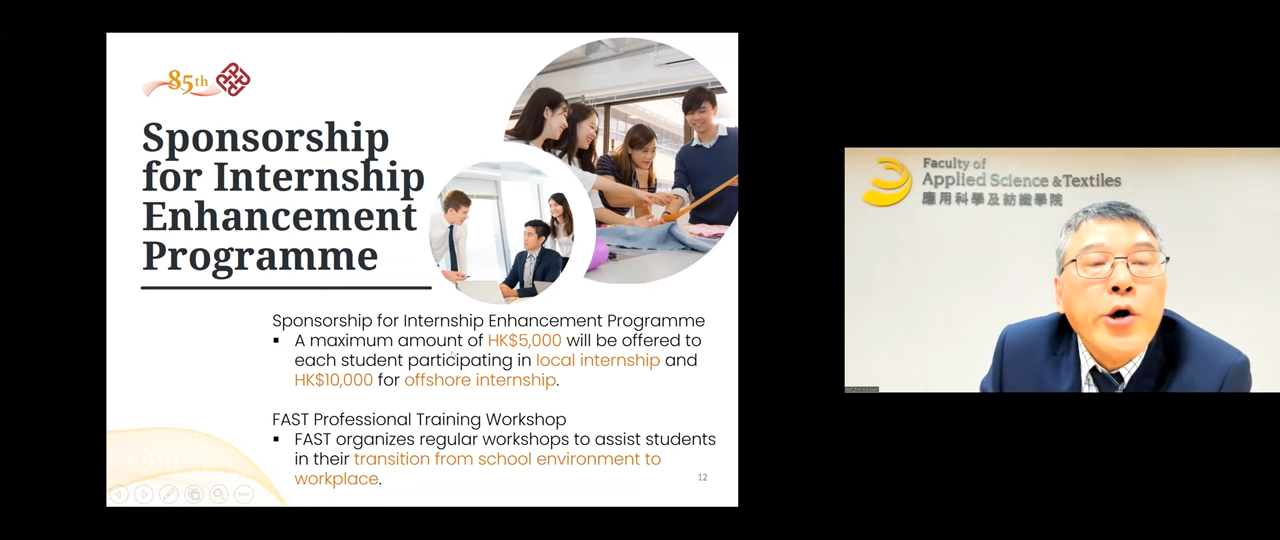 85th
Sponsorship
for Internship
Enhancement
Programme
Sponsorship for Internship Enhancement Programme
▪ A maximum amount of HK$5,000 will be offered to
each student participating in local internship and
HK$10,000 for offshore internship.
FAST Professional Training Workshop
▪ FAST organizes regular workshops to assist students
in their transition from school environment to
workplace.
12
Faculty of
Applied Science & Textiles
應用科學及紡織學院